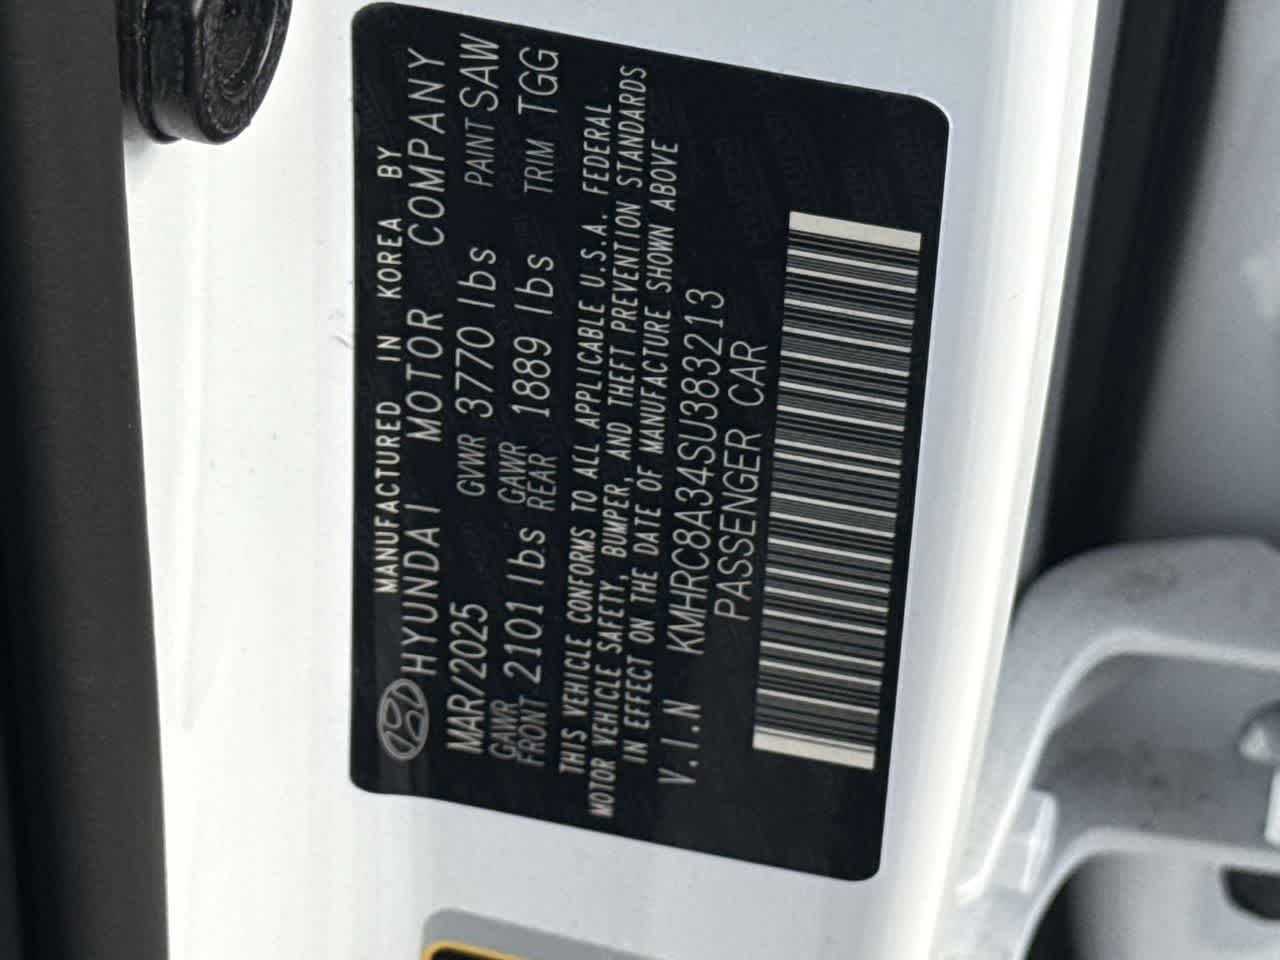 MANUFACTURED IN KOREA BY
HYUNDAI MOTOR COMPANY
MAR/2025 GVWR 3770 lbs PAINT SAW
GAWR FRONT 2101 lbs GAWR REAR 1889 lbs TRIM TGG
THIS VEHICLE CONFORMS TO ALL APPLICABLE U.S.A. FEDERAL
MOTOR VEHICLE SAFETY, BUMPER, AND THEFT PREVENTION STANDARDS
IN EFFECT ON THE DATE OF MANUFACTURE SHOWN ABOVE
V.I.N KMHRC8A34SU383213
PASSENGER CAR